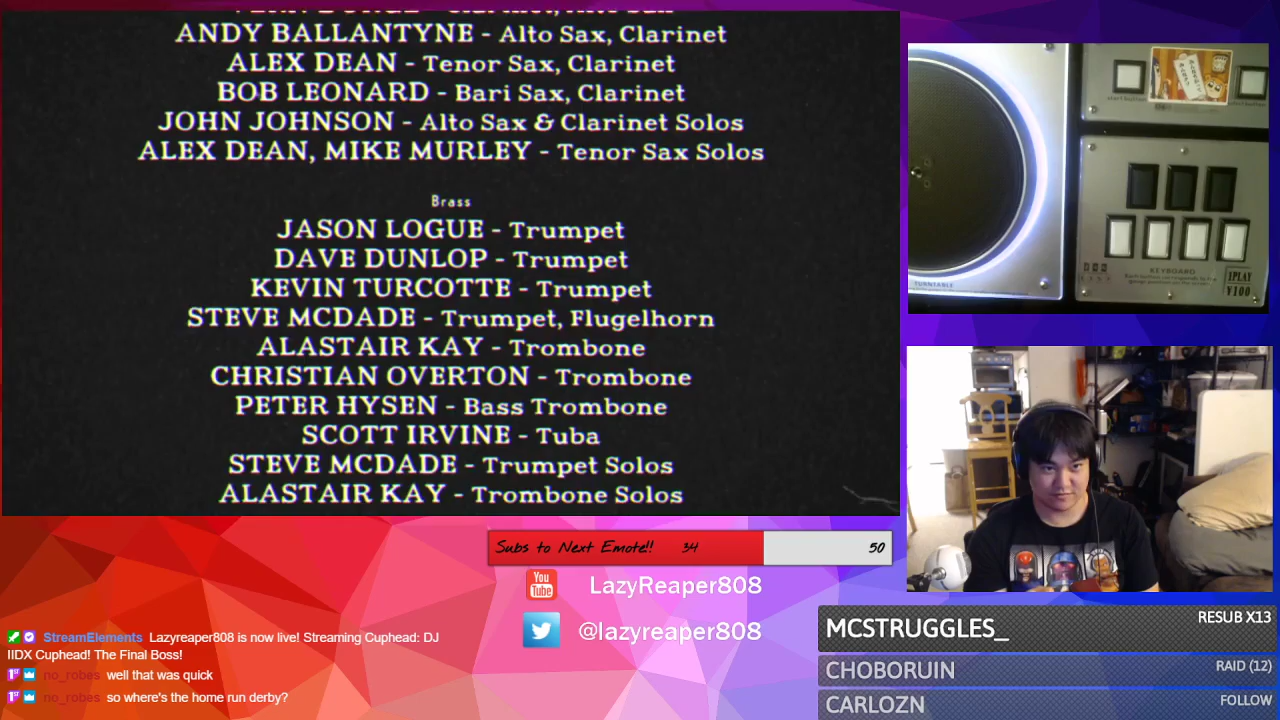 ANDY BALLANTYNE - Alto Sax, Clarinet
ALEX DEAN - Tenor Sax, Clarinet
BOB LEONARD - Bari Sax, Clarinet
JOHN JOHNSON - Alto Sax & Clarinet Solos
ALEX DEAN, MIKE MURLEY - Tenor Sax Solos
Brass
JASON LOGUE - Trumpet
DAVE DUNLOP - Trumpet
KEVIN TURCOTTE - Trumpet
STEVE MCDADE - Trumpet, Flugelhorn
ALASTAIR KAY - Trombone
CHRISTIAN OVERTON - Trombone
PETER HYSEN - Bass Trombone
SCOTT IRVINE - Tuba
STEVE MCDADE - Trumpet Solos
ALASTAIR KAY - Trombone Solos
KEYBOARD
1PLAY
¥100
TURNTABLE
Subs to Next Emote!! 34 50
You Tube
LazyReaper808
@lazyreaper808
StreamElements Lazyreaper808 is now live! Streaming Cuphead: DJ
IIDX Cuphead! The Final Boss!
no_robes well that was quick
no_robes so where's the home run derby?
MCSTRUGGLES_ RESUB X13
CHOBORUIN RAID (12)
CARLOZN FOLLOW